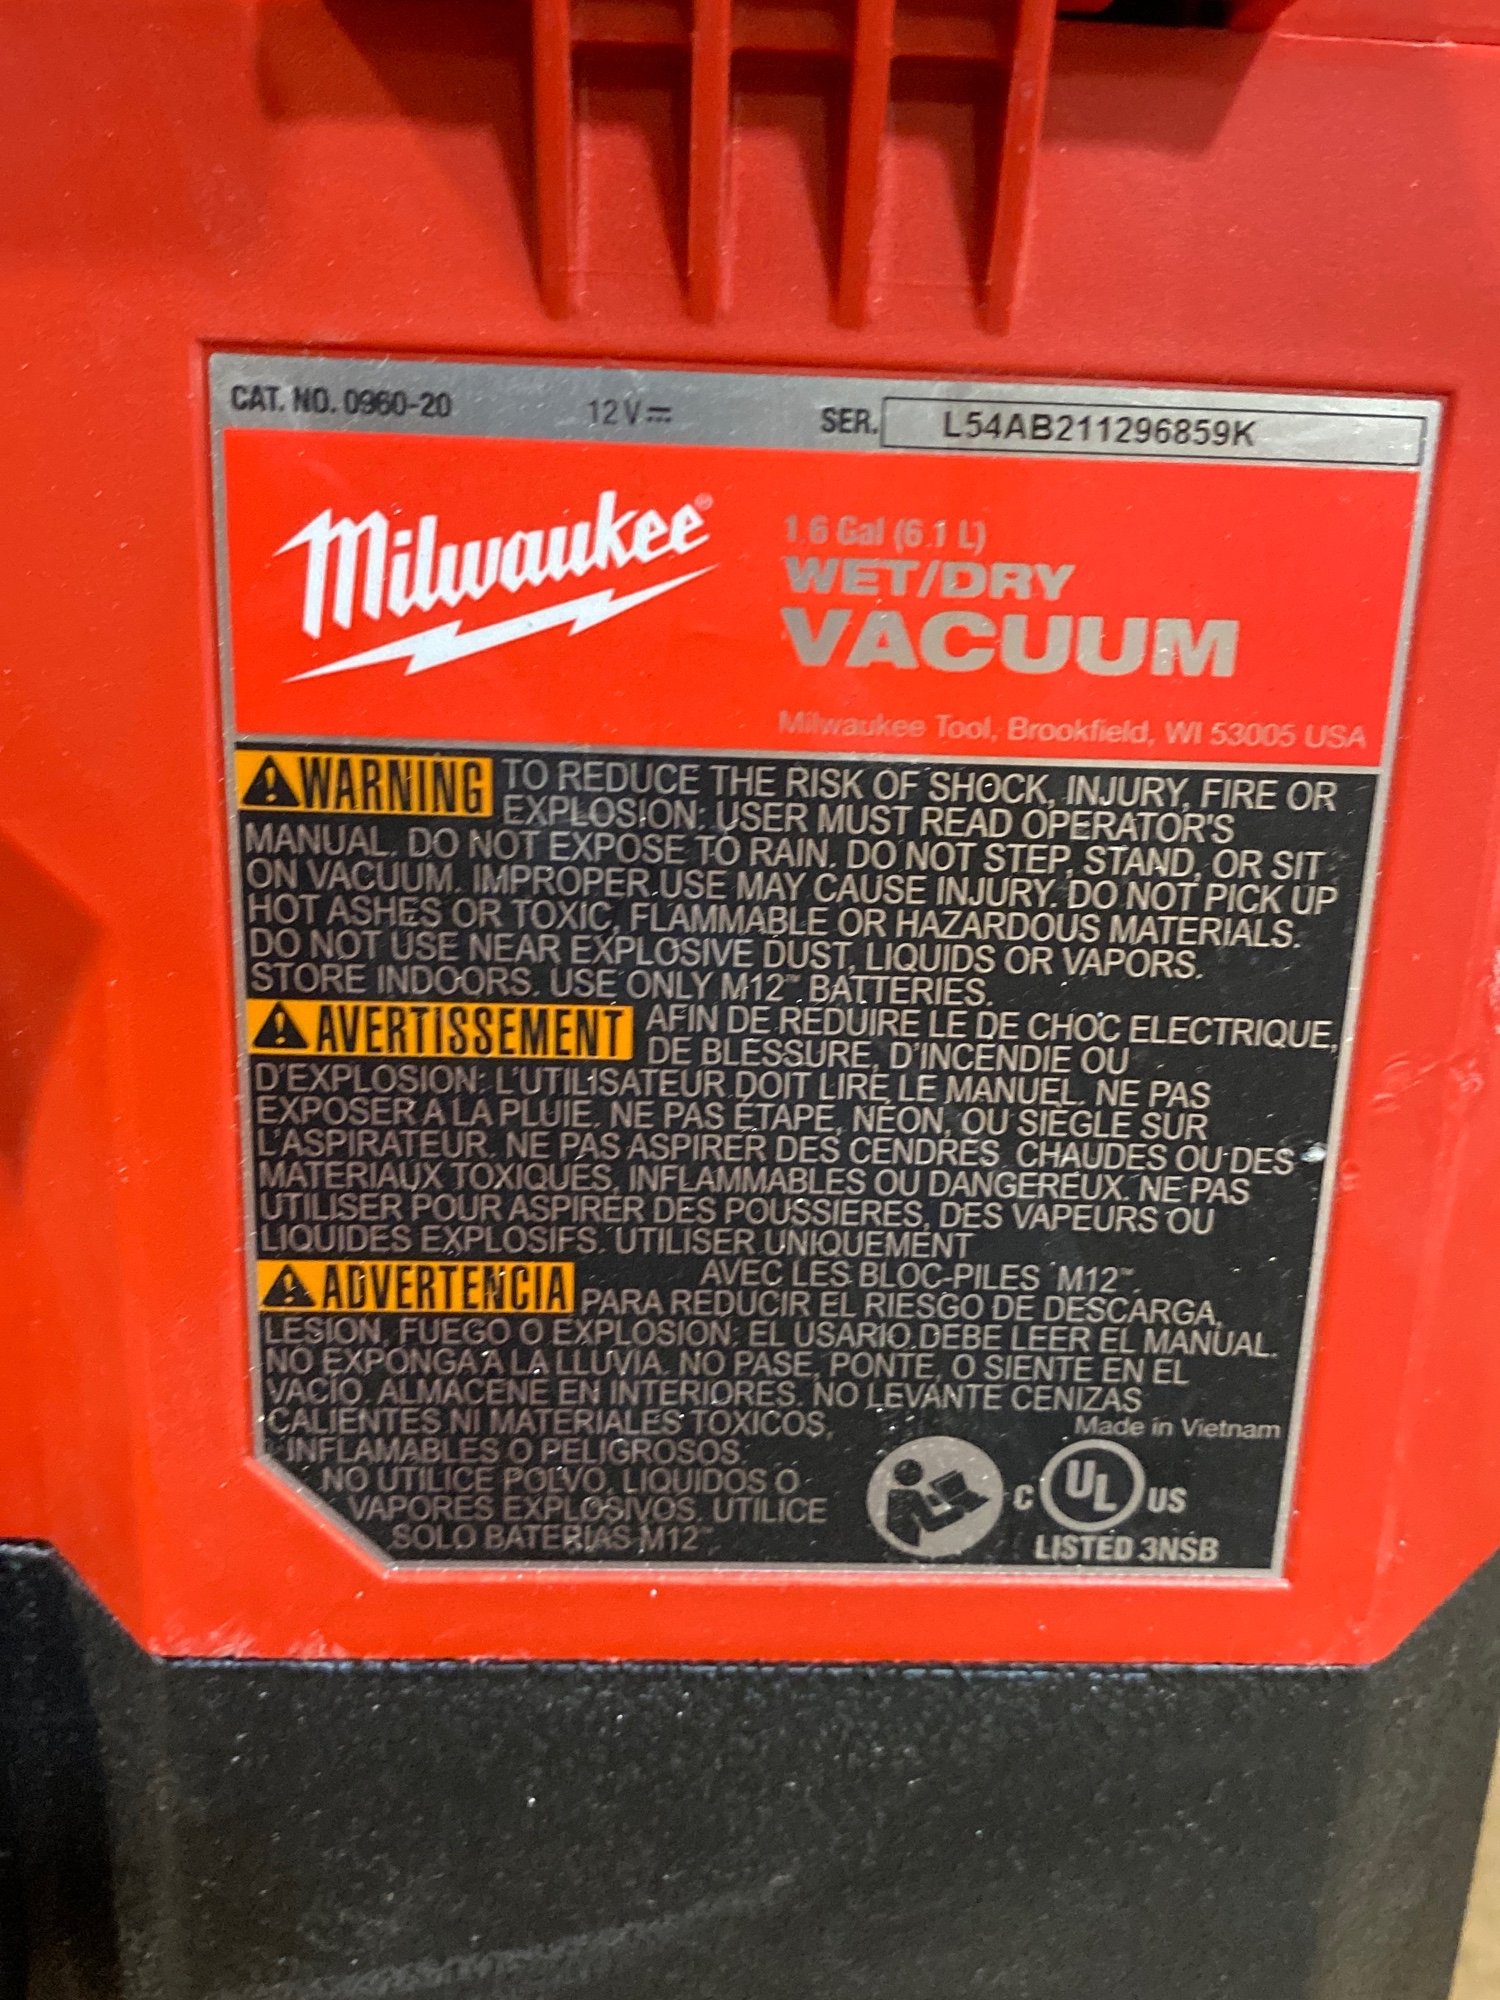 CAT. NO. 0960-20 12 V⎓ SER. L54AB211296859K
Milwaukee®
1.6 Gal (6.1 L)
WET/DRY
VACUUM
Milwaukee Tool, Brookfield, WI 53005 USA
⚠WARNING TO REDUCE THE RISK OF SHOCK, INJURY, FIRE OR
EXPLOSION: USER MUST READ OPERATOR'S
MANUAL. DO NOT EXPOSE TO RAIN. DO NOT STEP, STAND, OR SIT
ON VACUUM. IMPROPER USE MAY CAUSE INJURY. DO NOT PICK UP
HOT ASHES OR TOXIC, FLAMMABLE OR HAZARDOUS MATERIALS.
DO NOT USE NEAR EXPLOSIVE DUST, LIQUIDS OR VAPORS.
STORE INDOORS. USE ONLY M12™ BATTERIES.
⚠AVERTISSEMENT AFIN DE RÉDUIRE LE DE CHOC ELECTRIQUE,
DE BLESSURE, D'INCENDIE OU
D'EXPLOSION: L'UTILISATEUR DOIT LIRE LE MANUEL. NE PAS
EXPOSER A LA PLUIE. NE PAS ÉTAPE, NÉON, OU SIÈGLE SUR
L'ASPIRATEUR. NE PAS ASPIRER DES CENDRES CHAUDES OU DES
MATERIAUX TOXIQUES, INFLAMMABLES OU DANGEREUX. NE PAS
UTILISER POUR ASPIRER DES POUSSIERES, DES VAPEURS OU
LIQUIDES EXPLOSIFS. UTILISER UNIQUEMENT
AVEC LES BLOC-PILES M12™.
⚠ADVERTENCIA PARA REDUCIR EL RIESGO DE DESCARGA,
LESION, FUEGO O EXPLOSION: EL USARIO DEBE LEER EL MANUAL.
NO EXPONGA A LA LLUVIA. NO PASE, PONTE, O SIENTE EN EL
VACÍO. ALMACENE EN INTERIORES. NO LEVANTE CENIZAS
CALIENTES NI MATERIALES TOXICOS,
INFLAMABLES O PELIGROSOS.
NO UTILICE POLVO, LIQUIDOS O
VAPORES EXPLOSIVOS. UTILICE
SOLO BATERIAS M12™.
Made in Vietnam
C UL US
LISTED 3NSB